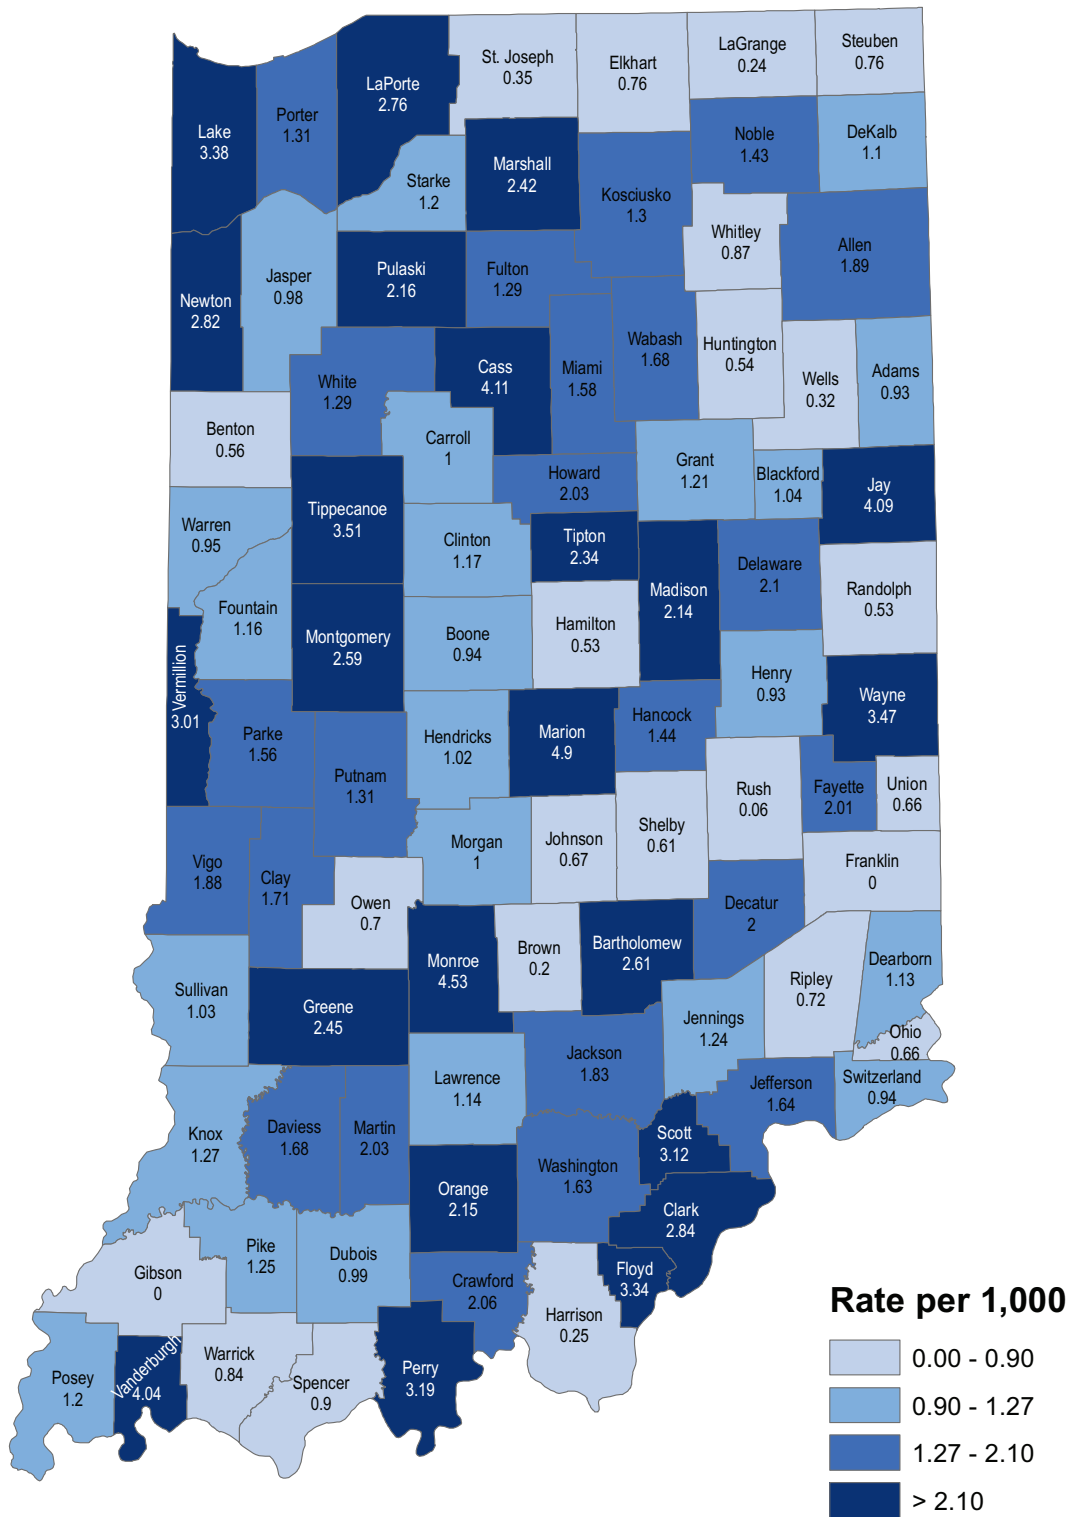 St. Joseph
0.35
Elkhart
0.76
LaGrange
0.24
Steuben
0.76
LaPorte
2.76
Porter
1.31
Lake
3.38
Noble
1.43
DeKalb
1.1
Marshall
2.42
Starke
1.2
Kosciusko
1.3
Whitley
0.87
Allen
1.89
Jasper
0.98
Pulaski
2.16
Fulton
1.29
Newton
2.82
Huntington
0.54
Wabash
1.68
Miami
1.58
Cass
4.11
White
1.29
Wells
0.32
Adams
0.93
Benton
0.56
Carroll
1
Howard
2.03
Grant
1.21
Blackford
1.04
Jay
4.09
Tippecanoe
3.51
Warren
0.95
Clinton
1.17
Tipton
2.34
Delaware
2.1
Madison
2.14
Randolph
0.53
Fountain
1.16
Montgomery
2.59
Boone
0.94
Hamilton
0.53
Henry
0.93
Wayne
3.47
Vermillion
3.01
Parke
1.56
Hendricks
1.02
Marion
4.9
Hancock
1.44
Putnam
1.31
Rush
0.06
Fayette
2.01
Union
0.66
Morgan
1
Johnson
0.67
Shelby
0.61
Franklin
0
Vigo
1.88
Clay
1.71
Owen
0.7
Decatur
2
Monroe
4.53
Brown
0.2
Bartholomew
2.61
Ripley
0.72
Dearborn
1.13
Sullivan
1.03
Greene
2.45
Jennings
1.24
Ohio
0.66
Jackson
1.83
Lawrence
1.14
Jefferson
1.64
Switzerland
0.94
Knox
1.27
Daviess
1.68
Martin
2.03
Scott
3.12
Washington
1.63
Orange
2.15
Clark
2.84
Pike
1.25
Dubois
0.99
Gibson
0
Crawford
2.06
Floyd
3.34
Harrison
0.25
Posey
1.2
Vanderburgh
4.04
Warrick
0.84
Spencer
0.9
Perry
3.19
Rate per 1,000
0.00 - 0.90
0.90 - 1.27
1.27 - 2.10
> 2.10